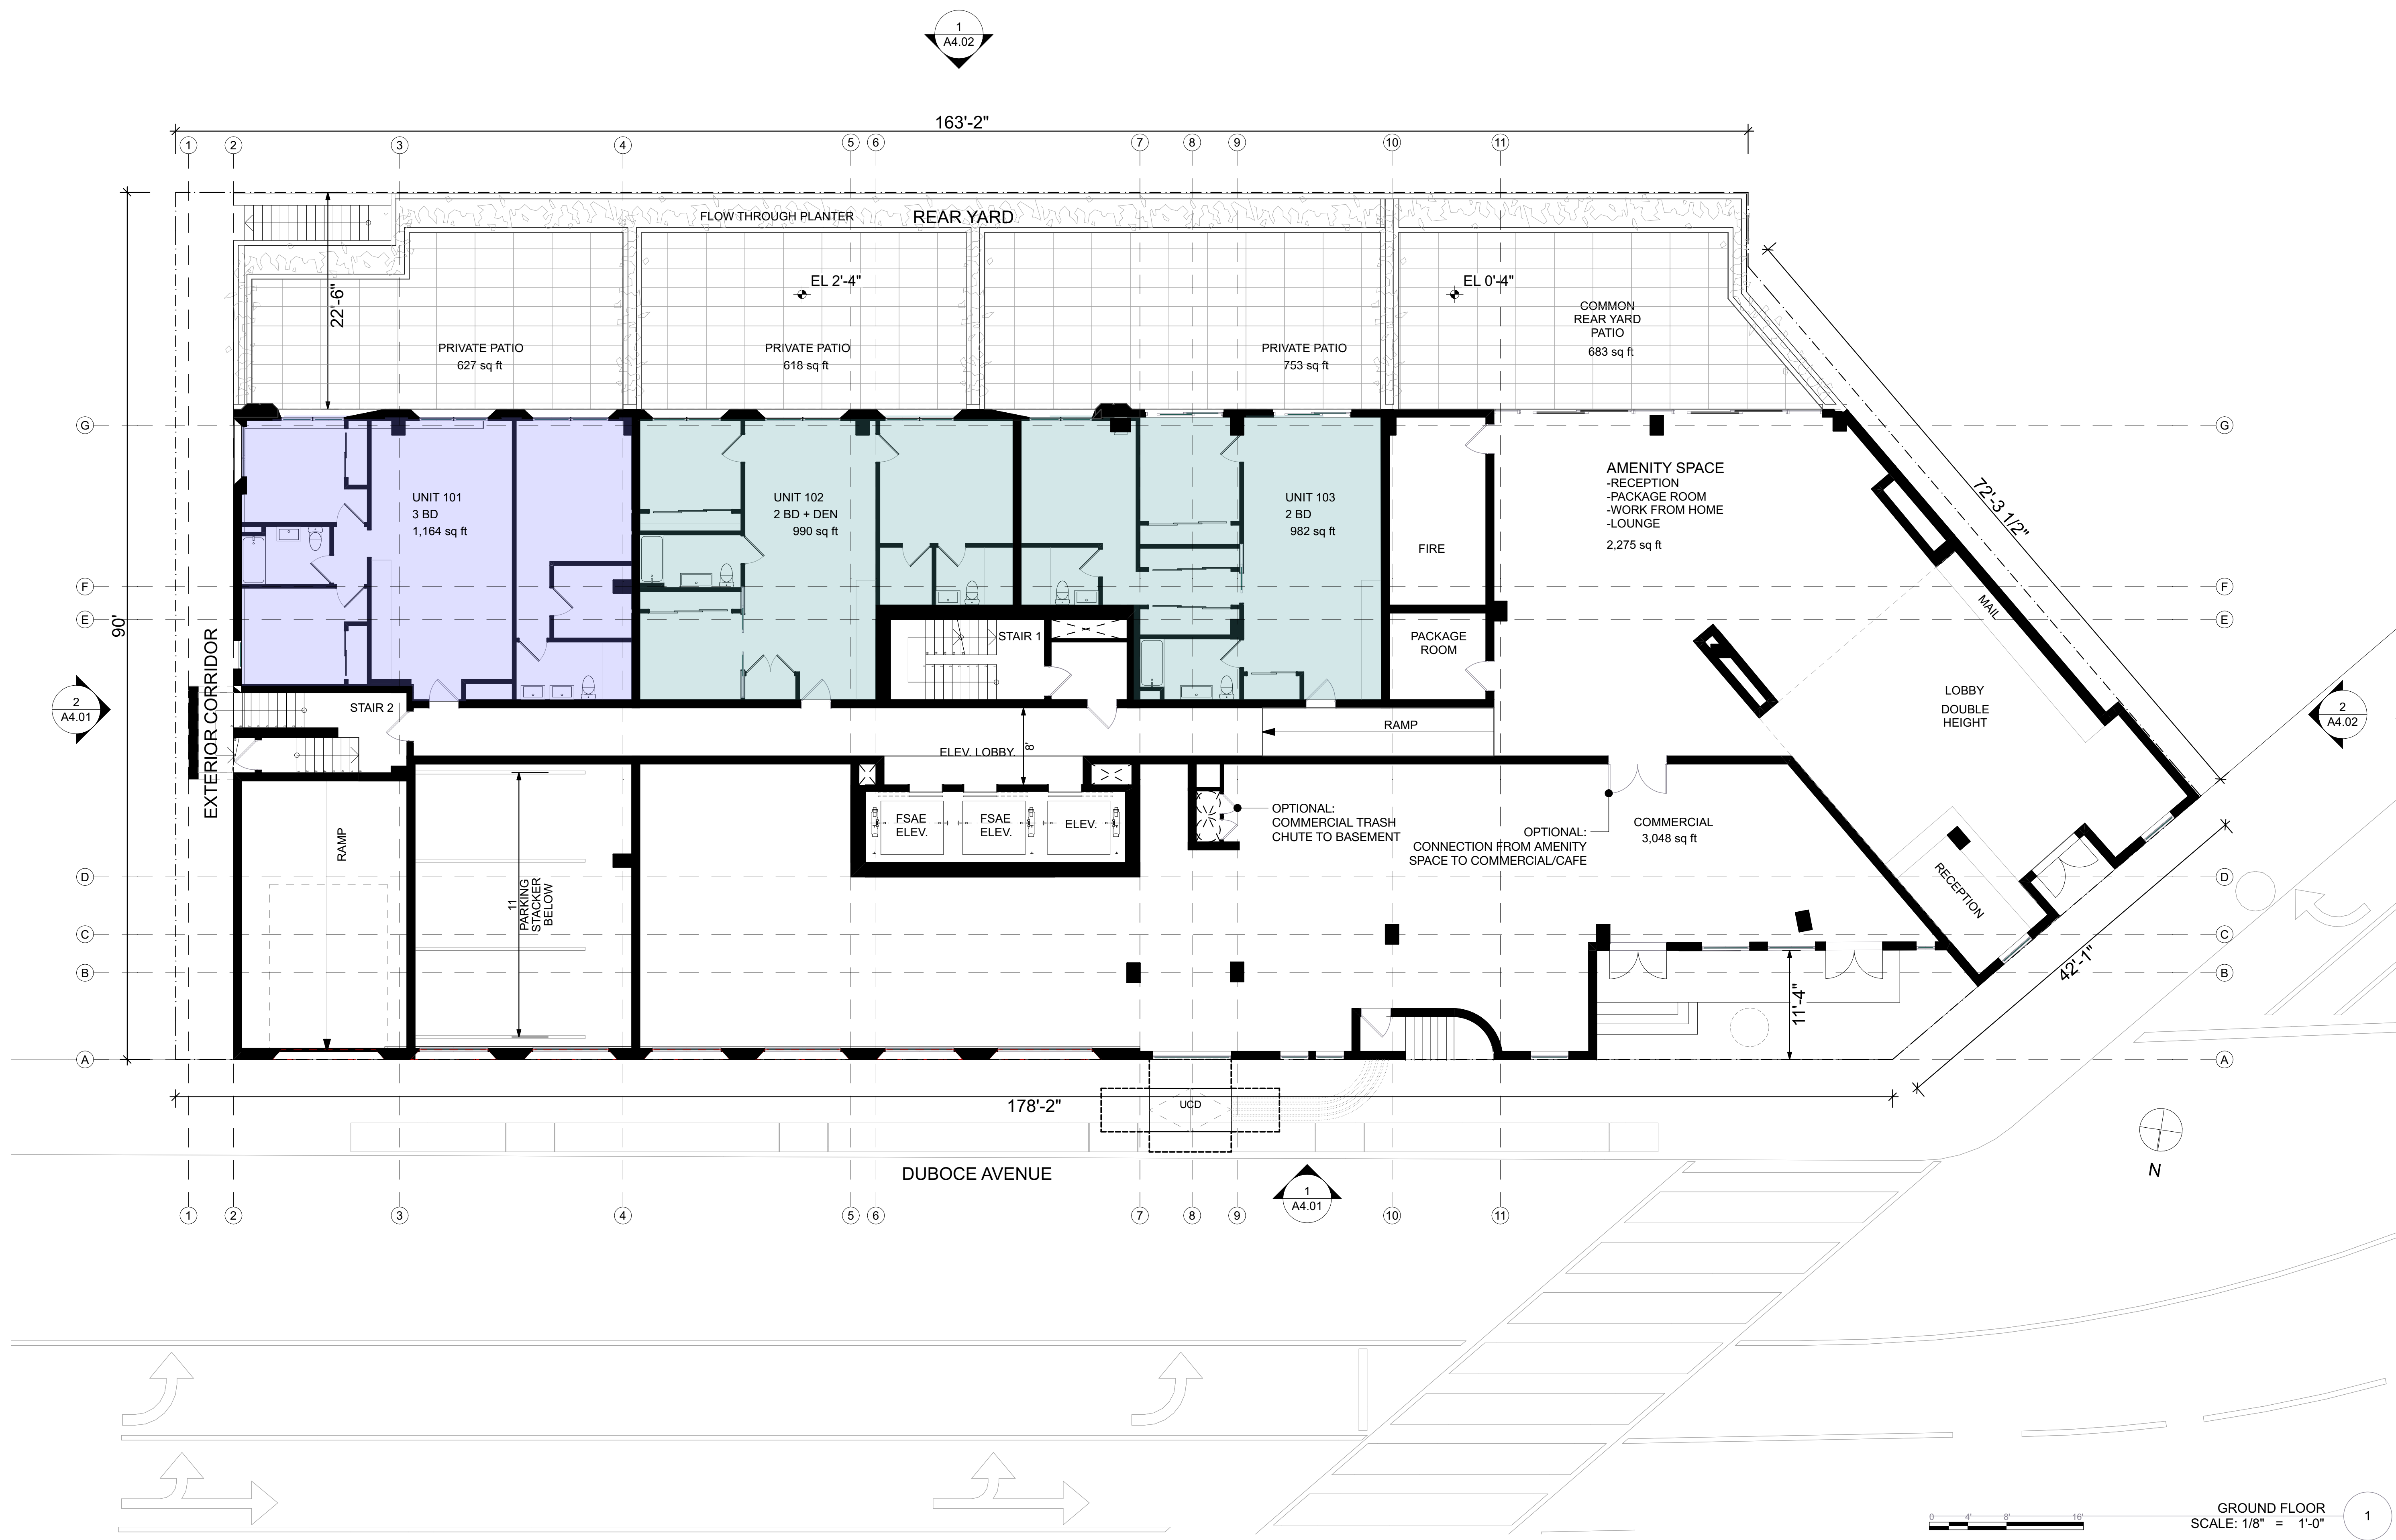 1
A4.02
163'-2"
1
2
3
4
5
6
7
8
9
10
11
FLOW THROUGH PLANTER
REAR YARD
22'-6"
EL 2'-4"
EL 0'-4"
COMMON
REAR YARD
PATIO
683 sq ft
PRIVATE PATIO
627 sq ft
PRIVATE PATIO
618 sq ft
PRIVATE PATIO
753 sq ft
G
G
72'-3 1/2"
UNIT 101
3 BD
1,164 sq ft
UNIT 102
2 BD + DEN
990 sq ft
UNIT 103
2 BD
982 sq ft
FIRE
AMENITY SPACE
-RECEPTION
-PACKAGE ROOM
-WORK FROM HOME
-LOUNGE
2,275 sq ft
F
F
E
E
90'
MAIL
STAIR 1
PACKAGE
ROOM
LOBBY
DOUBLE
HEIGHT
2
A4.01
2
A4.02
EXTERIOR CORRIDOR
STAIR 2
RAMP
ELEV. LOBBY.
8'
FSAE
ELEV.
FSAE
ELEV.
ELEV.
OPTIONAL:
COMMERCIAL TRASH
CHUTE TO BASEMENT
OPTIONAL:
CONNECTION FROM AMENITY
SPACE TO COMMERCIAL/CAFE
COMMERCIAL
3,048 sq ft
RAMP
11
PARKING
STACKER
BELOW
RECEPTION
D
D
C
C
B
B
11'-4"
42'-1"
A
A
178'-2"
UCD
DUBOCE AVENUE
1
A4.01
N
1
2
3
4
5
6
7
8
9
10
11
0
4'
8'
16'
GROUND FLOOR
SCALE: 1/8" = 1'-0"
1